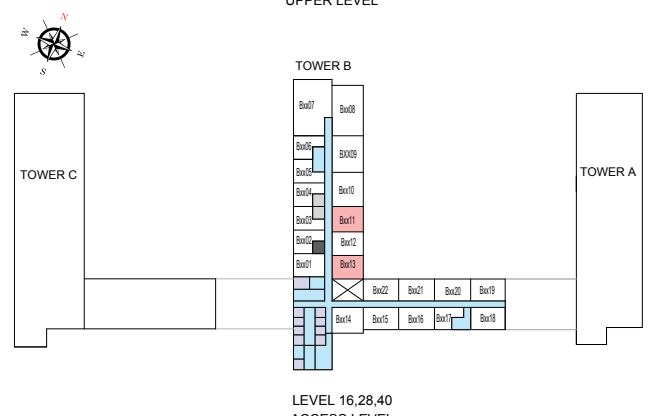 UPPER LEVEL
N
W
E
S
TOWER B
Bxx07
Bxx08
TOWER C
TOWER A
Bxx06
BXX09
Bxx05
Bxx04
Bxx10
Bxx03
Bxx11
Bxx02
Bxx12
Bxx01
Bxx13
Bxx22
Bxx21
Bxx20
Bxx19
Bxx14
Bxx15
Bxx16
Bxx17
Bxx18
LEVEL 16,28,40
ACCESS LEVEL